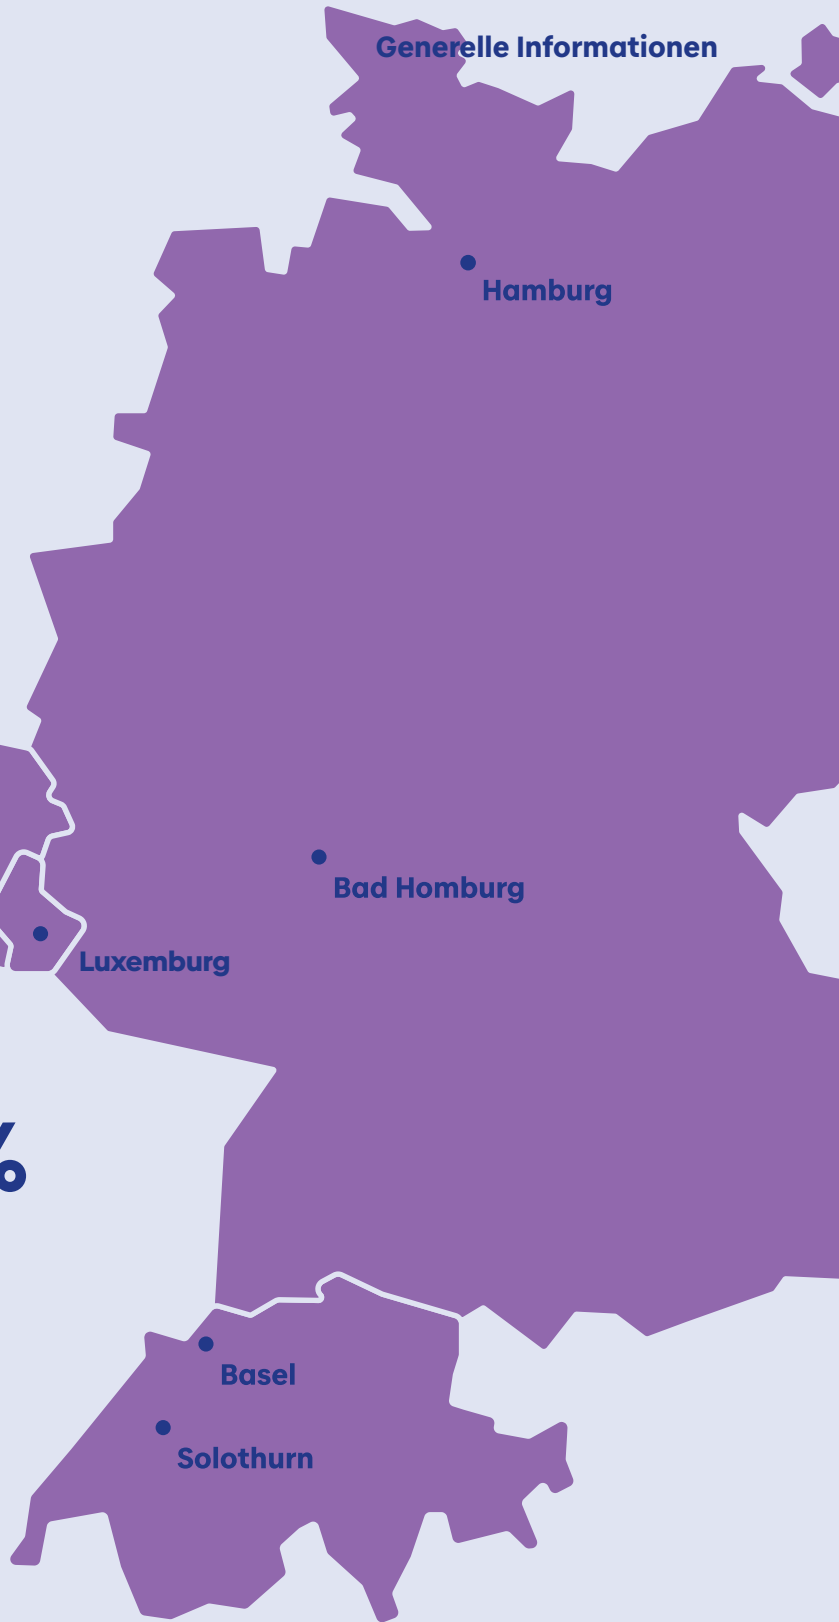 Generelle Informationen
Hamburg
Bad Homburg
Luxemburg
%
Basel
Solothurn